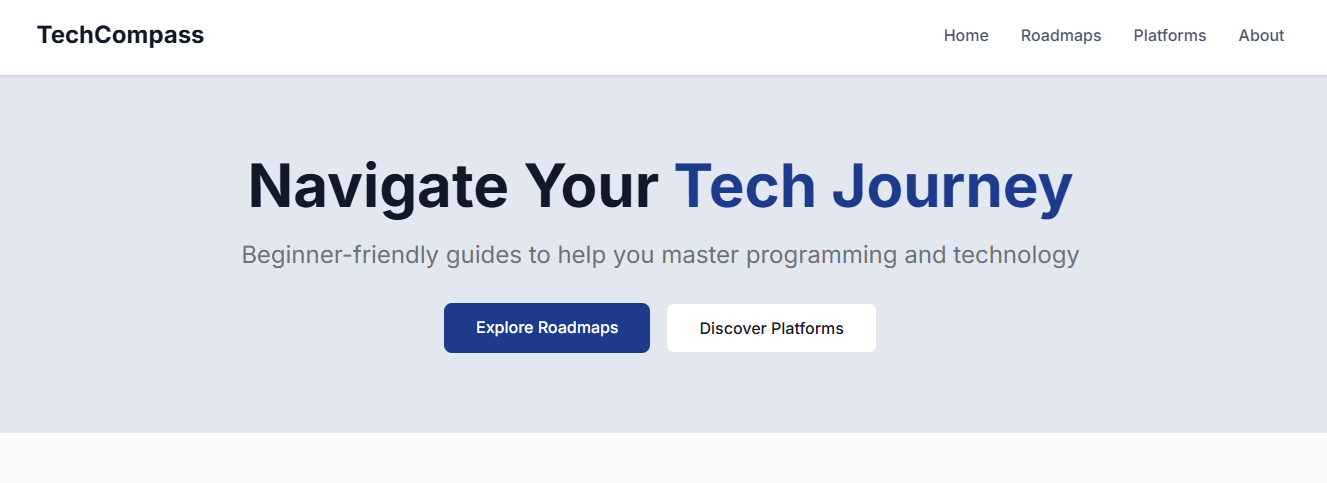 TechCompass
Home Roadmaps Platforms About
Navigate Your Tech Journey
Beginner-friendly guides to help you master programming and technology
Explore Roadmaps Discover Platforms